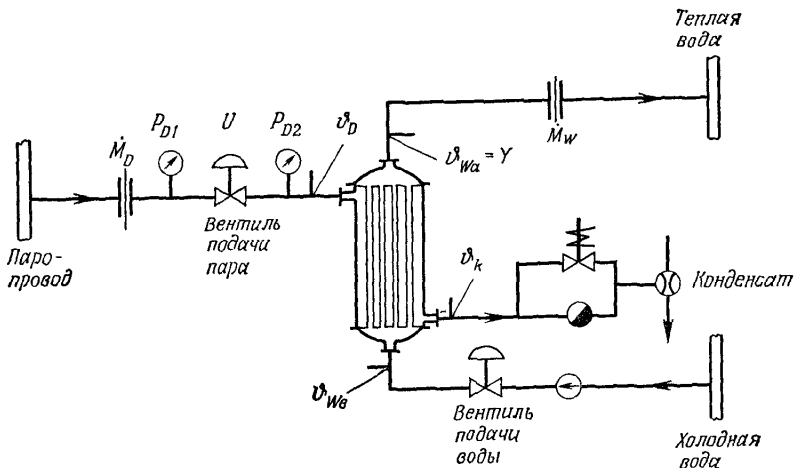 Теплая
вода
P_D1
U
P_D2
ϑ_D
Ṁ_D
ϑ_Wa = Y
Ṁ_W
Вентиль
подачи
пара
Паро-
провод
ϑ_k
Конденсат
ϑ_We
Вентиль
подачи
воды
Холодная
вода